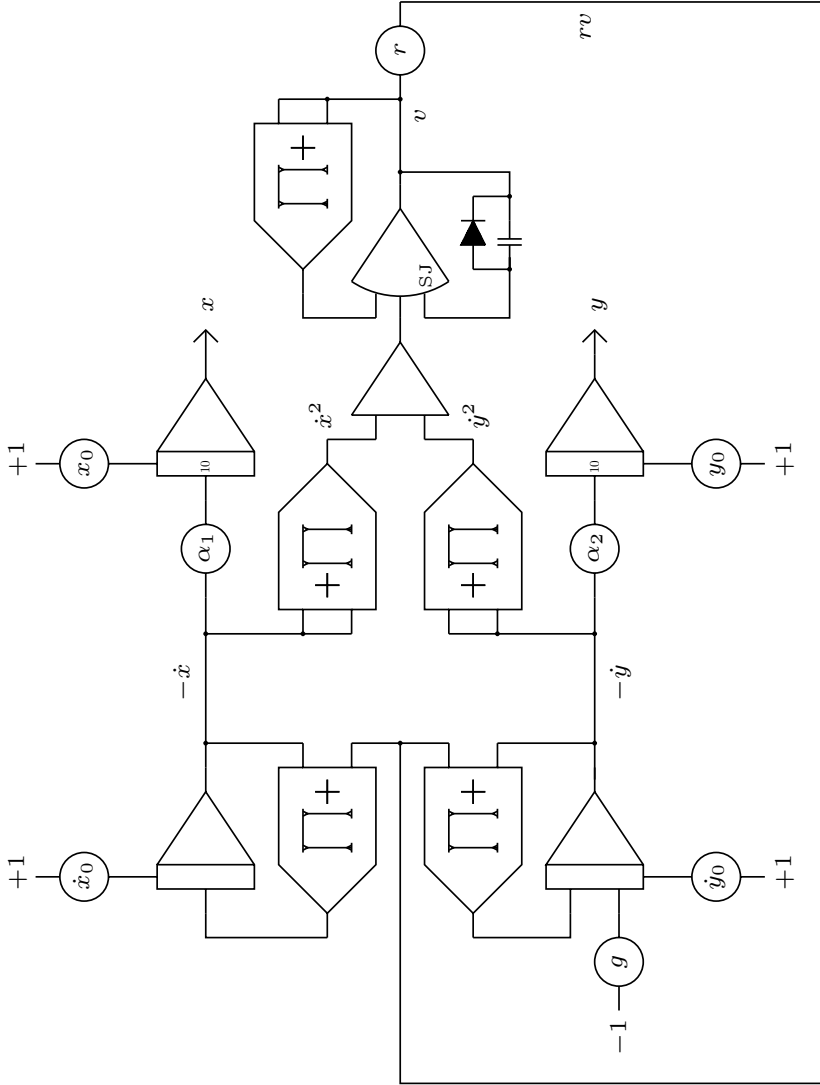 +1
+1
ẋ₀
x₀
−ẋ
α₁
10
x
∏ +
+ ∏
∏ +
ẋ²
SJ
v
r
ẏ²
∏ +
+ ∏
−ẏ
α₂
10
y
−1
g
ẏ₀
y₀
+1
+1
rv